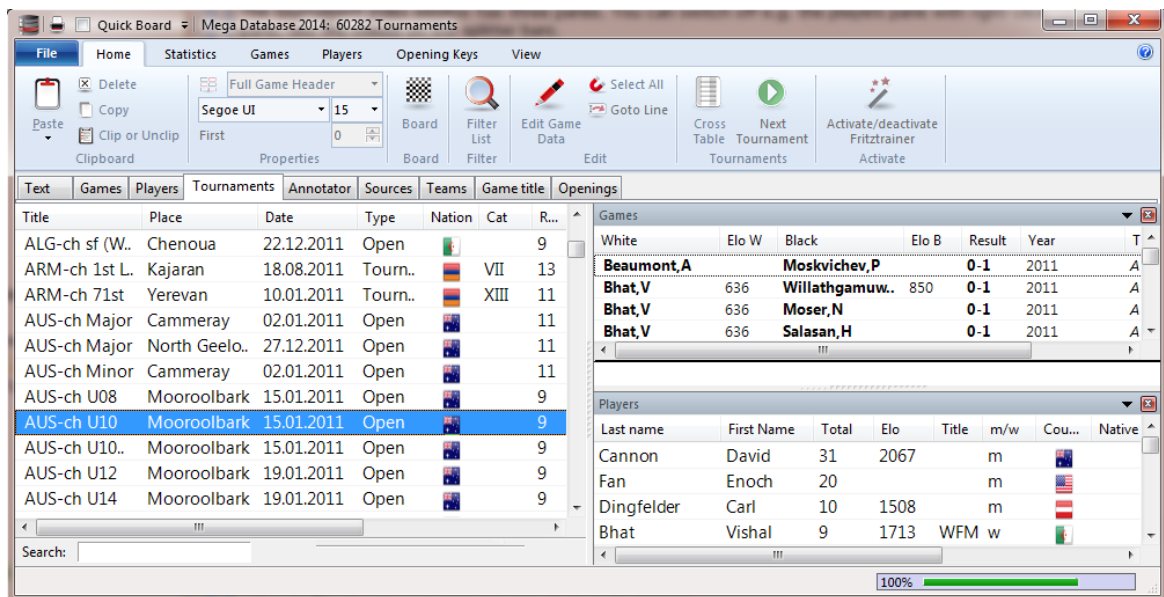 Quick Board Mega Database 2014: 60282 Tournaments
File Home Statistics Games Players Opening Keys View
Paste
Delete
Copy
Clip or Unclip
Clipboard
Full Game Header
Segoe UI 15
First 0
Properties
Board
Board
Filter List
Filter
Edit Game Data
Select All
Goto Line
Edit
Cross Table
Next Tournament
Tournaments
Activate/deactivate Fritztrainer
Activate
Text Games Players Tournaments Annotator Sources Teams Game title Openings
Title Place Date Type Nation Cat R...
ALG-ch sf (W.. Chenoua 22.12.2011 Open 9
ARM-ch 1st L.. Kajaran 18.08.2011 Tourn.. VII 13
ARM-ch 71st Yerevan 10.01.2011 Tourn.. XIII 11
AUS-ch Major Cammeray 02.01.2011 Open 11
AUS-ch Major North Geelo.. 27.12.2011 Open 11
AUS-ch Minor Cammeray 02.01.2011 Open 11
AUS-ch U08 Mooroolbark 15.01.2011 Open 9
AUS-ch U10 Mooroolbark 15.01.2011 Open 9
AUS-ch U10.. Mooroolbark 15.01.2011 Open 9
AUS-ch U12 Mooroolbark 19.01.2011 Open 9
AUS-ch U14 Mooroolbark 19.01.2011 Open 9
Search:
Games
White Elo W Black Elo B Result Year T
Beaumont,A Moskvichev,P 0-1 2011 A
Bhat,V 636 Willathgamuw.. 850 0-1 2011 A
Bhat,V 636 Moser,N 0-1 2011 A
Bhat,V 636 Salasan,H 0-1 2011 A
Players
Last name First Name Total Elo Title m/w Cou... Native
Cannon David 31 2067 m
Fan Enoch 20 m
Dingfelder Carl 10 1508 m
Bhat Vishal 9 1713 WFM w
100%